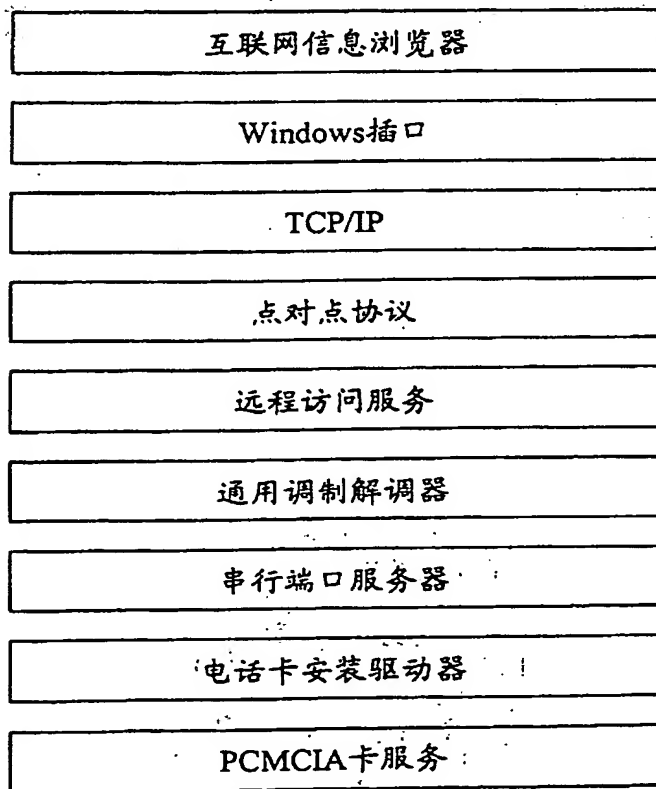 互联网信息浏览器
Windows插口
TCP/IP
点对点协议
远程访问服务
通用调制解调器
串行端口服务器
电话卡安装驱动器
PCMCIA卡服务